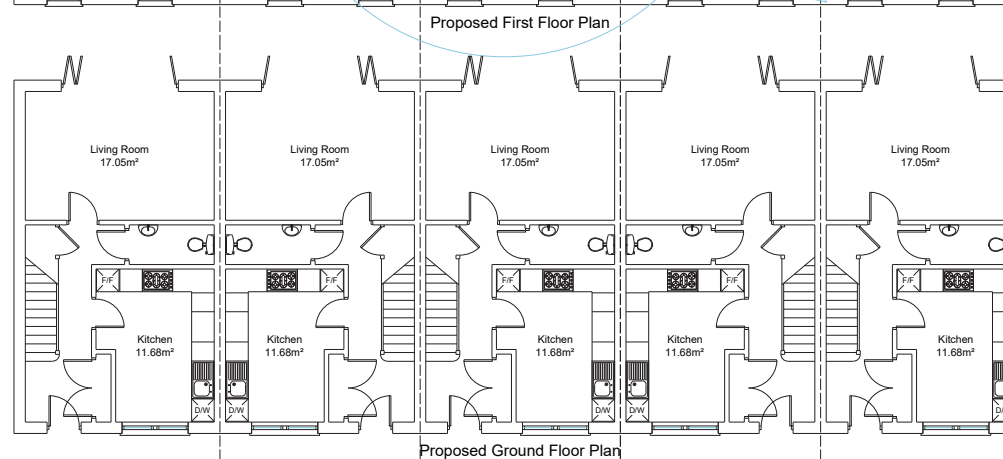 Proposed First Floor Plan
Living Room
17.05m²
Living Room
17.05m²
Living Room
17.05m²
Living Room
17.05m²
Living Room
17.05m²
F/F
F/F
F/F
F/F
F/F
Kitchen
11.68m²
Kitchen
11.68m²
Kitchen
11.68m²
Kitchen
11.68m²
Kitchen
11.68m²
D/W
D/W
D/W
D/W
D/W
Proposed Ground Floor Plan